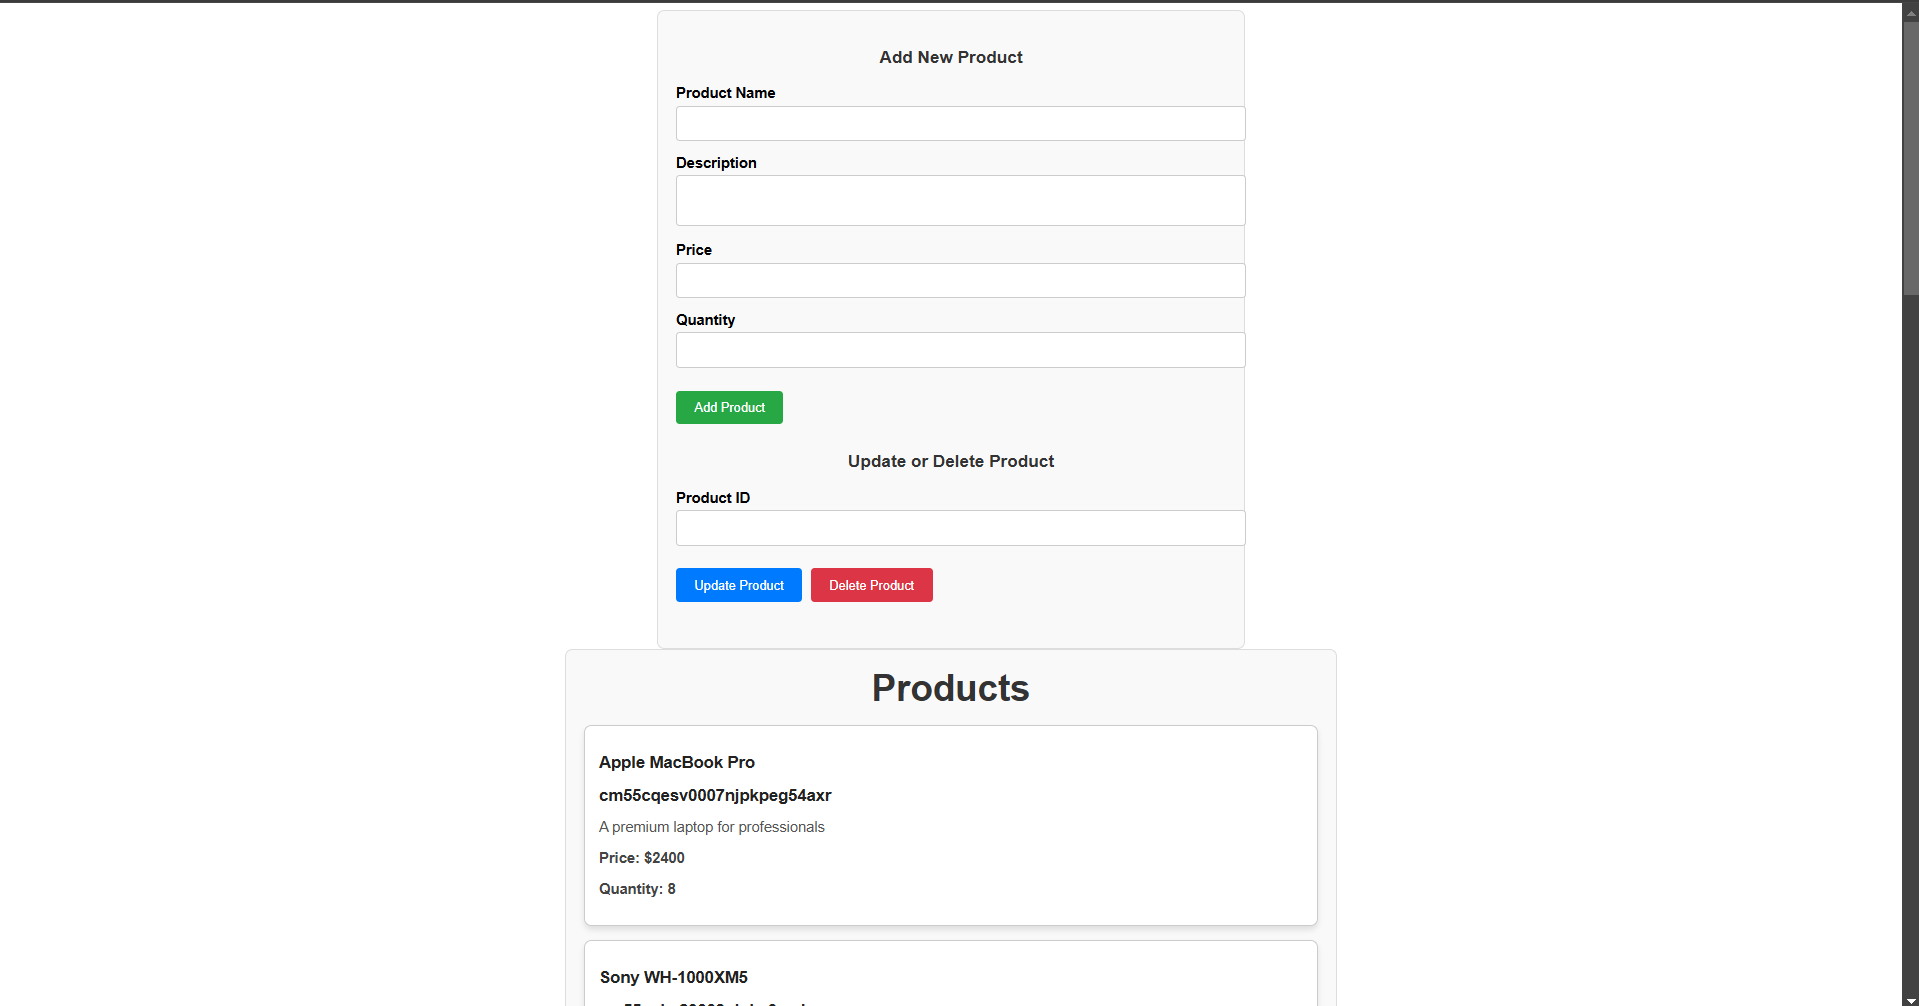 Add New Product
Product Name
Description
Price
Quantity
Add Product
Update or Delete Product
Product ID
Update Product Delete Product
Products
Apple MacBook Pro
cm55cqesv0007njpkpeg54axr
A premium laptop for professionals
Price: $2400
Quantity: 8
Sony WH-1000XM5